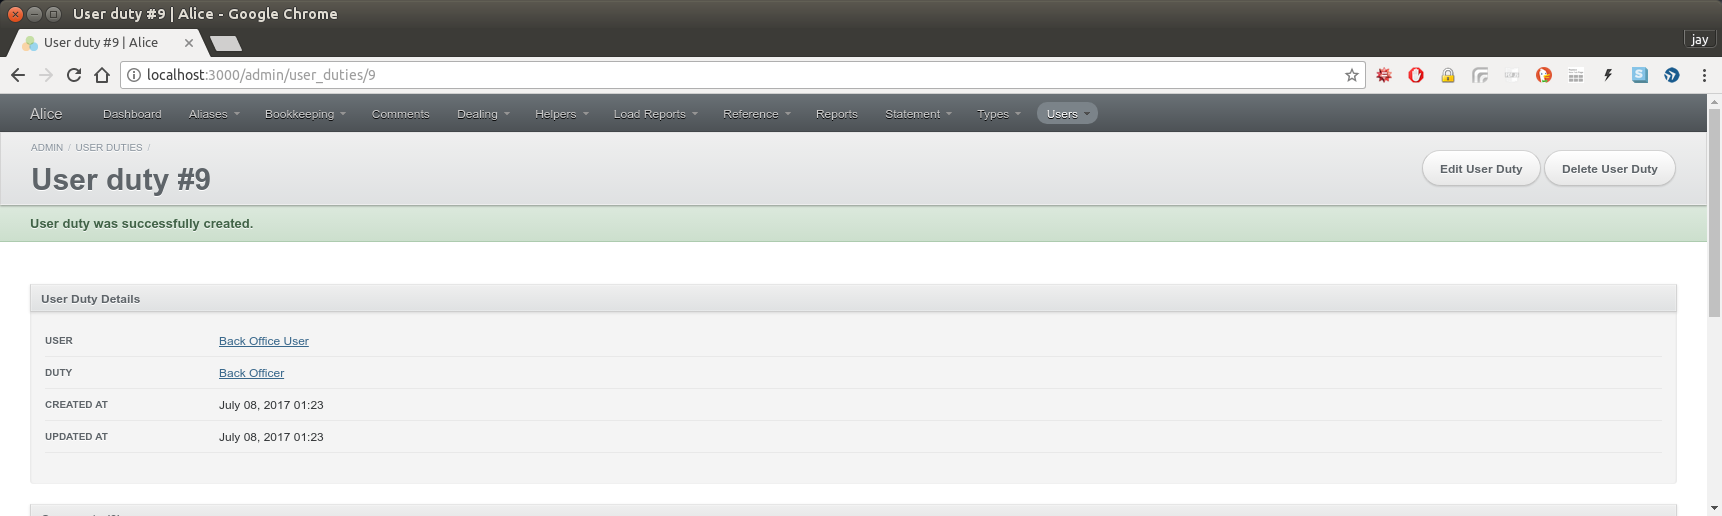 User duty #9 | Alice - Google Chrome
User duty #9 | Alice
jay
localhost:3000/admin/user_duties/9
Alice Dashboard Aliases Bookkeeping Comments Dealing Helpers Load Reports Reference Reports Statement Types Users
ADMIN / USER DUTIES /
User duty #9
Edit User Duty Delete User Duty
User duty was successfully created.
User Duty Details
USER Back Office User
DUTY Back Officer
CREATED AT July 08, 2017 01:23
UPDATED AT July 08, 2017 01:23